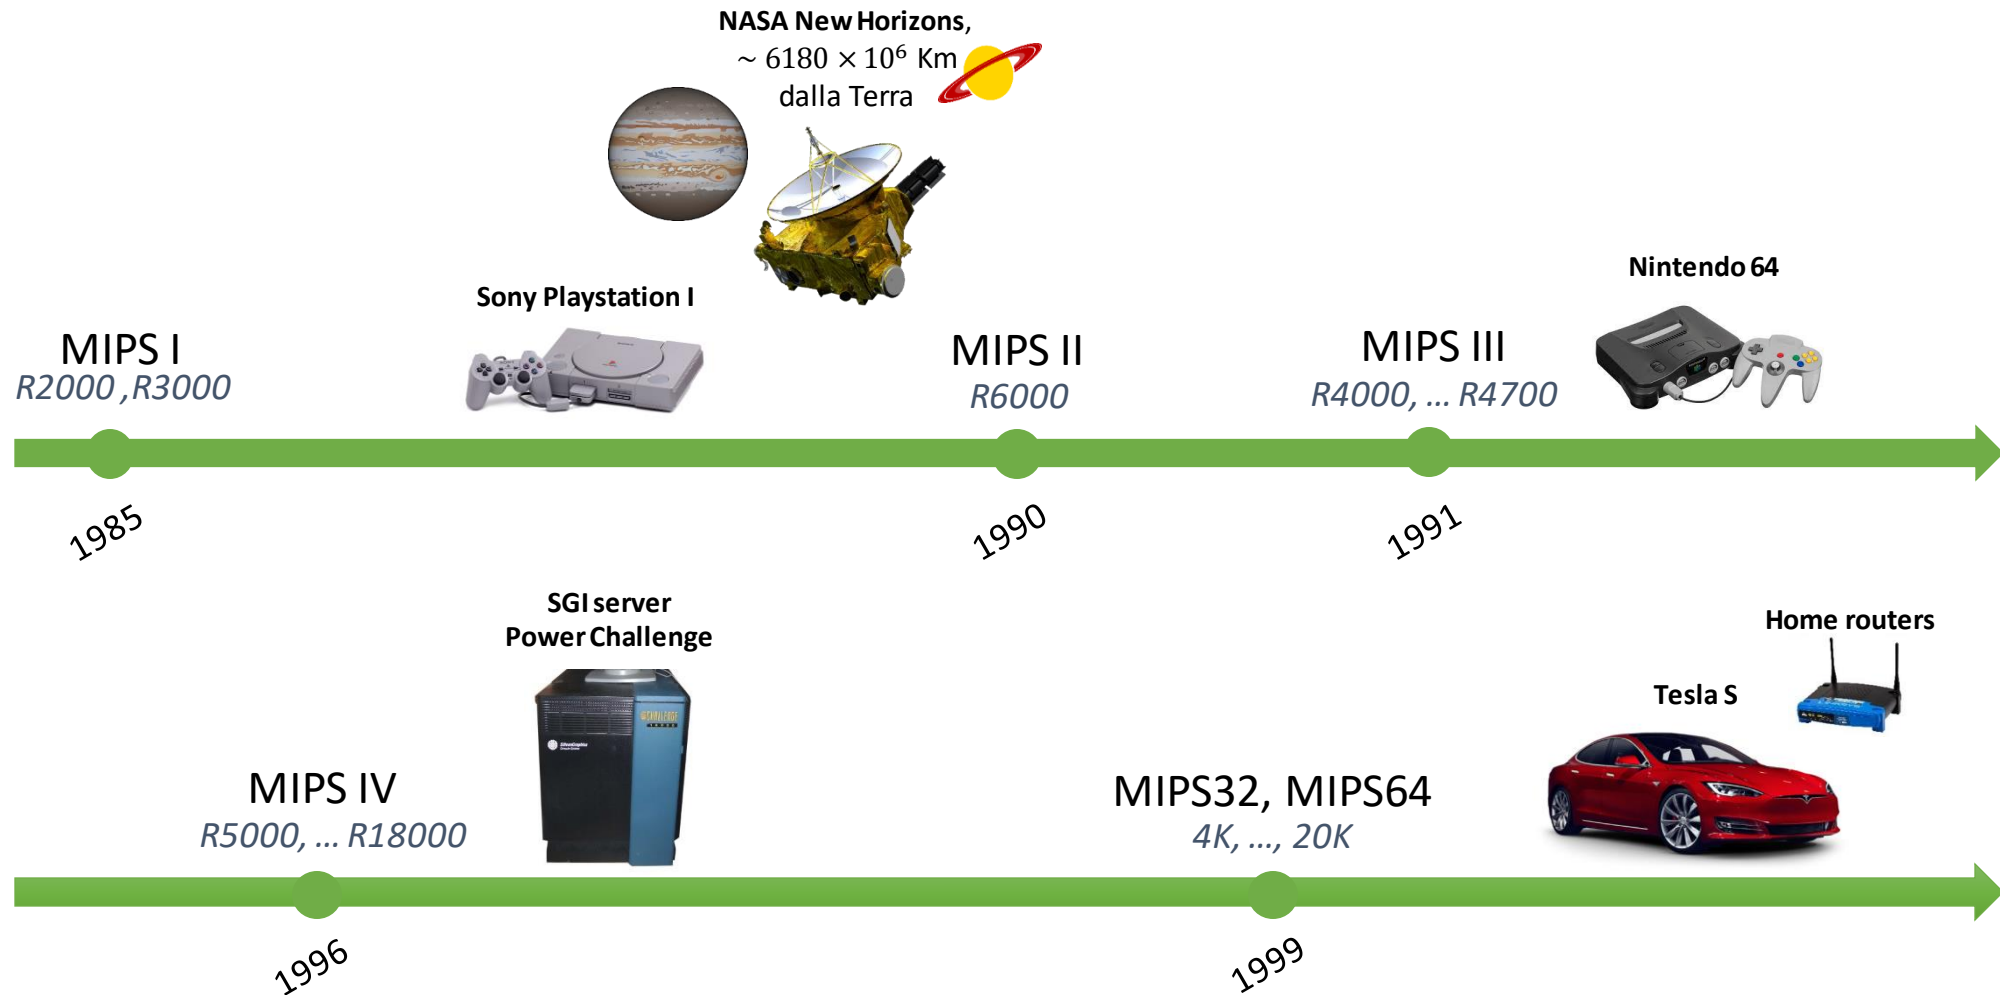 NASA New Horizons,
~ 6180 × 10⁶ Km
dalla Terra
Sony Playstation I
Nintendo 64
MIPS I
R2000 ,R3000
MIPS II
R6000
MIPS III
R4000, ... R4700
1985
1990
1991
SGI server
Power Challenge
Home routers
Tesla S
CHALLENGE
SiliconGraphics
MIPS IV
R5000, ... R18000
MIPS32, MIPS64
4K, ..., 20K
1996
1999